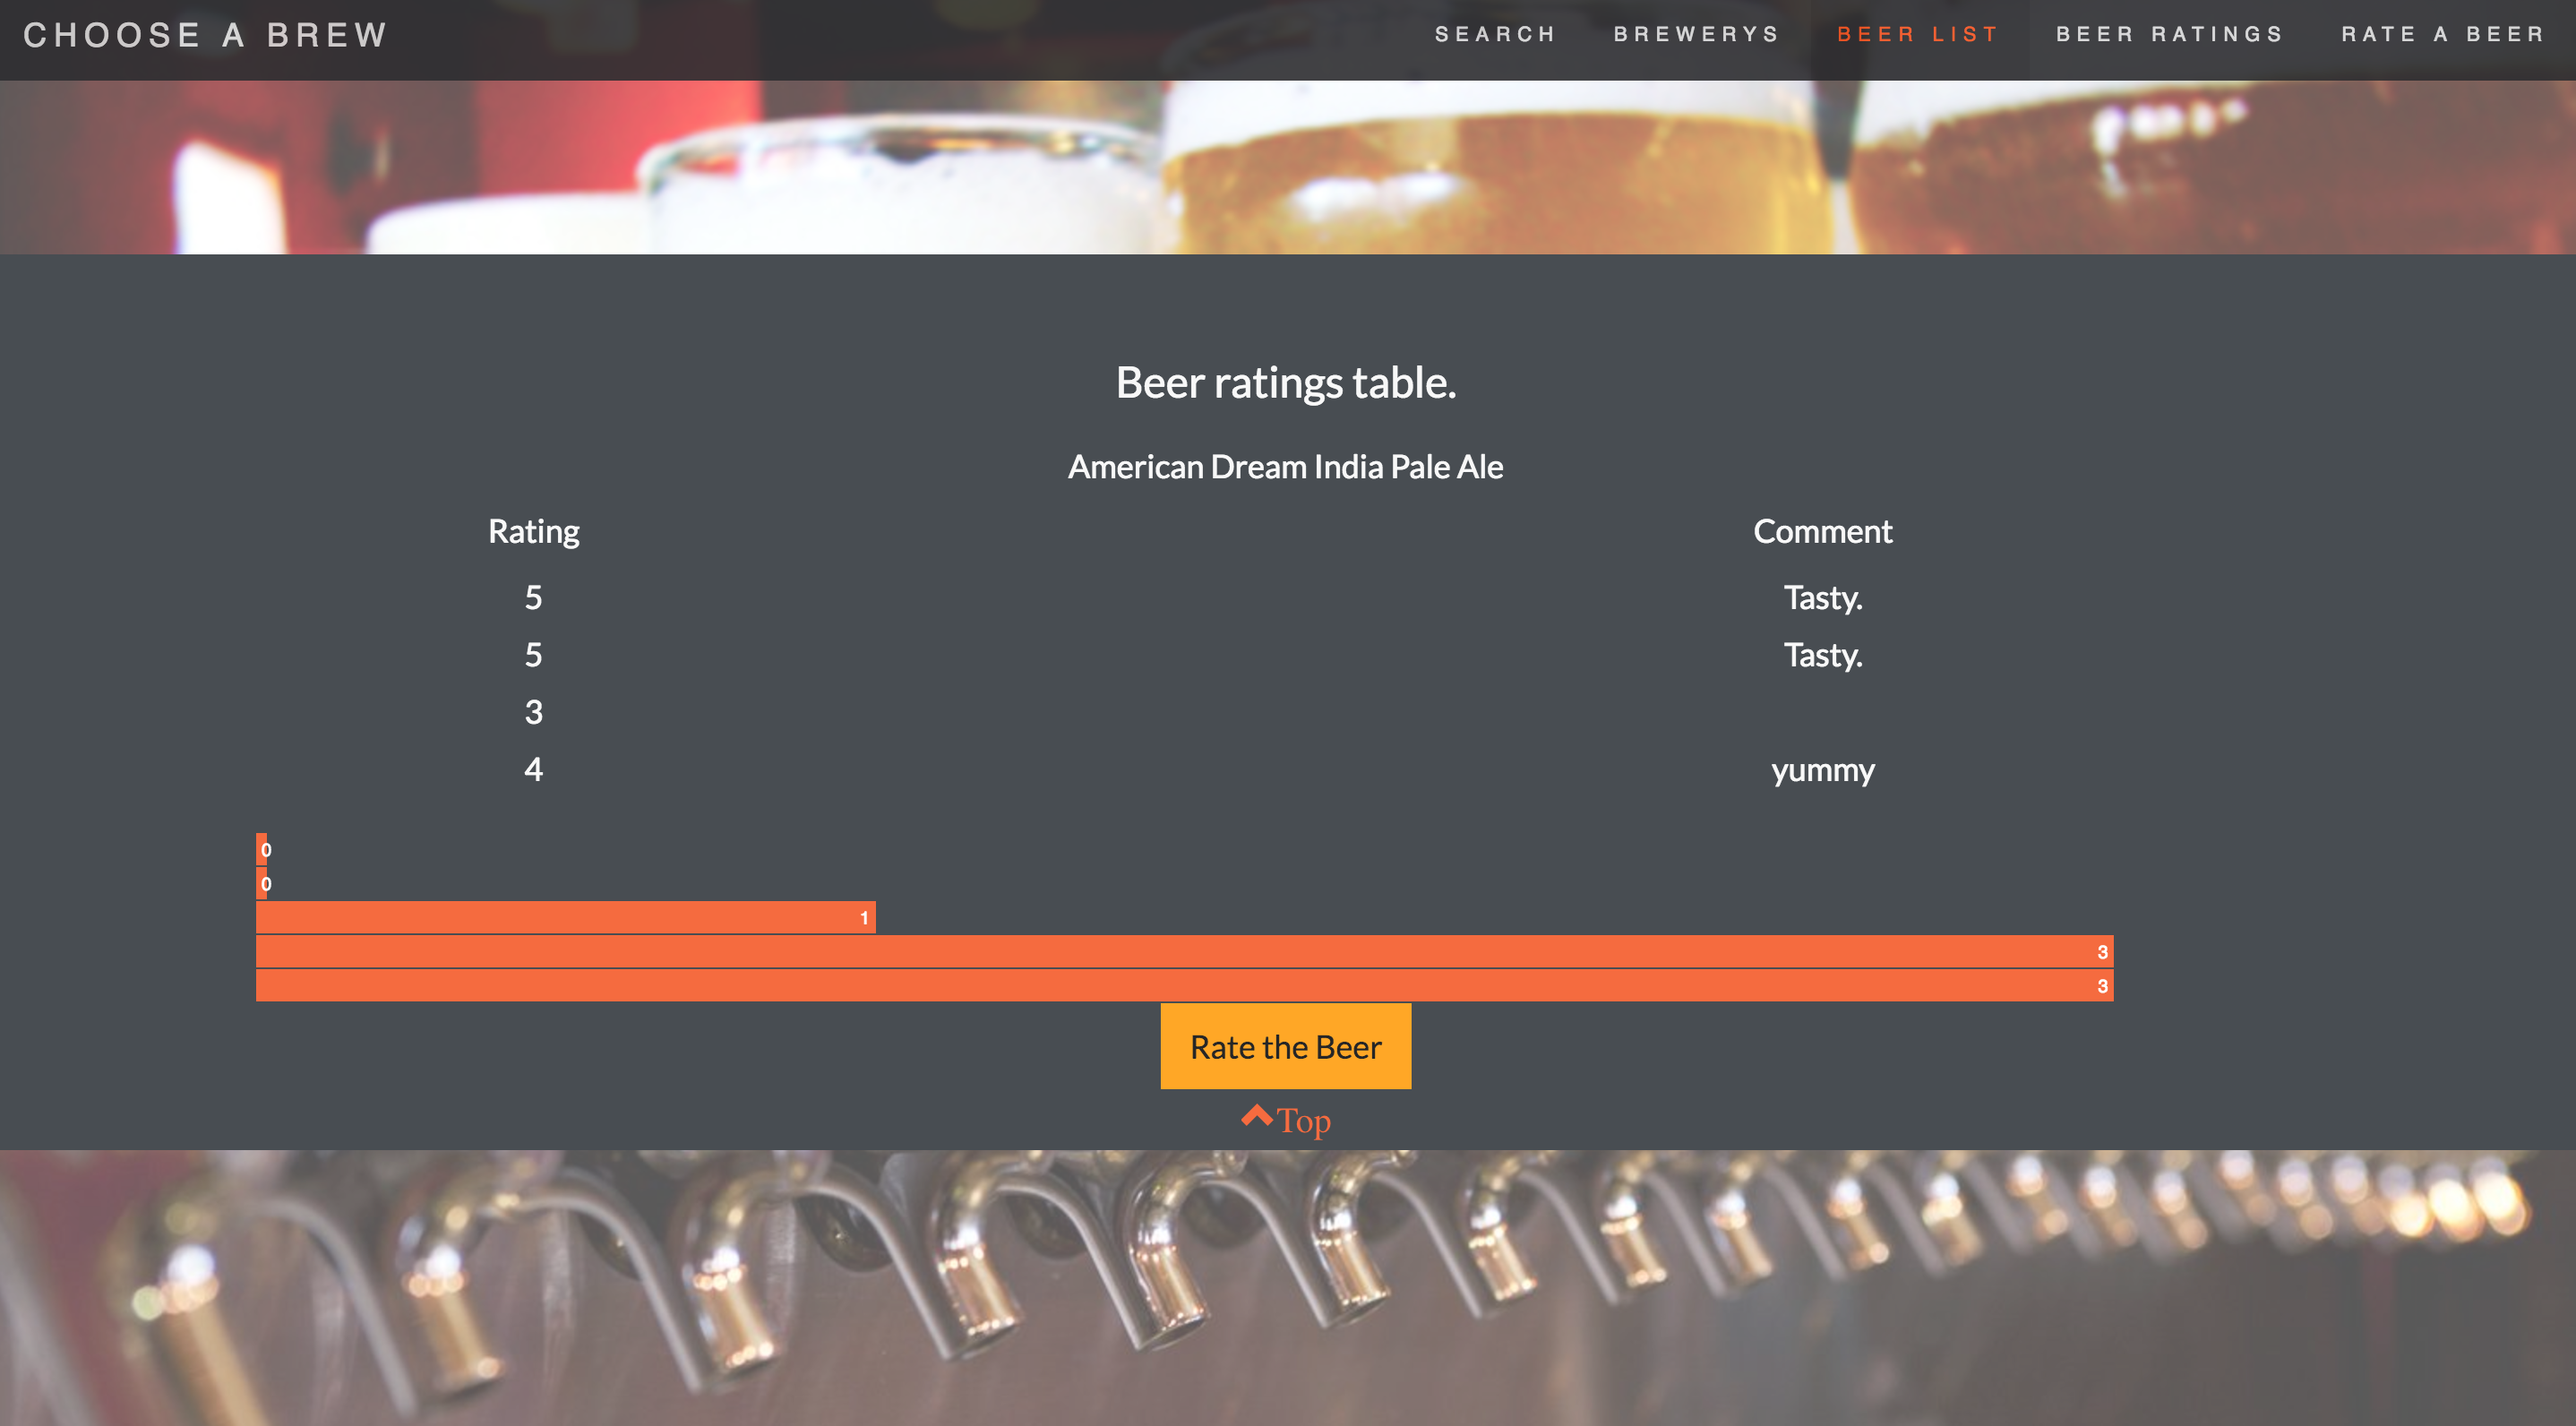 CHOOSE A BREW SEARCH BREWERYS BEER LIST BEER RATINGS RATE A BEER
Beer ratings table.
American Dream India Pale Ale
Rating Comment
5 Tasty.
5 Tasty.
3
4 yummy
0
0
1
3
3
Rate the Beer
Top